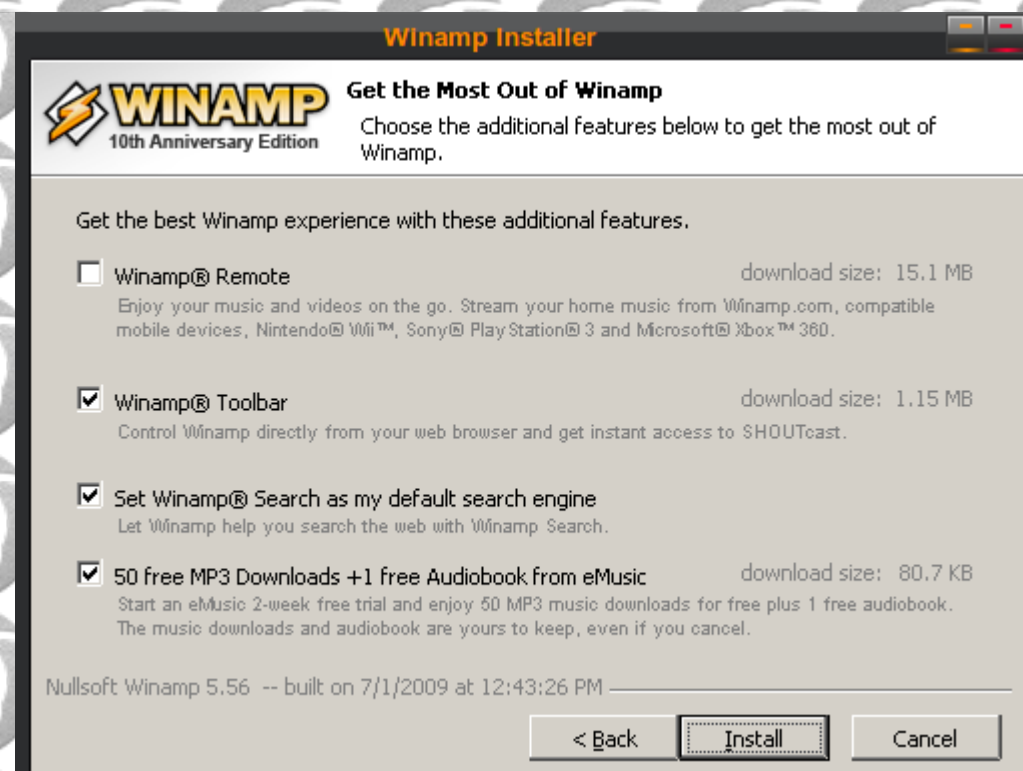 Winamp Installer
WINAMP
10th Anniversary Edition
Get the Most Out of Winamp
Choose the additional features below to get the most out of
Winamp.
Get the best Winamp experience with these additional features.
Winamp® Remote download size: 15.1 MB
Enjoy your music and videos on the go. Stream your home music from Winamp.com, compatible
mobile devices, Nintendo® Wii™, Sony® PlayStation® 3 and Microsoft® Xbox™ 360.
Winamp® Toolbar download size: 1.15 MB
Control Winamp directly from your web browser and get instant access to SHOUTcast.
Set Winamp® Search as my default search engine
Let Winamp help you search the web with Winamp Search.
50 free MP3 Downloads +1 free Audiobook from eMusic download size: 80.7 KB
Start an eMusic 2-week free trial and enjoy 50 MP3 music downloads for free plus 1 free audiobook.
The music downloads and audiobook are yours to keep, even if you cancel.
Nullsoft Winamp 5.56 -- built on 7/1/2009 at 12:43:26 PM
< Back Install Cancel